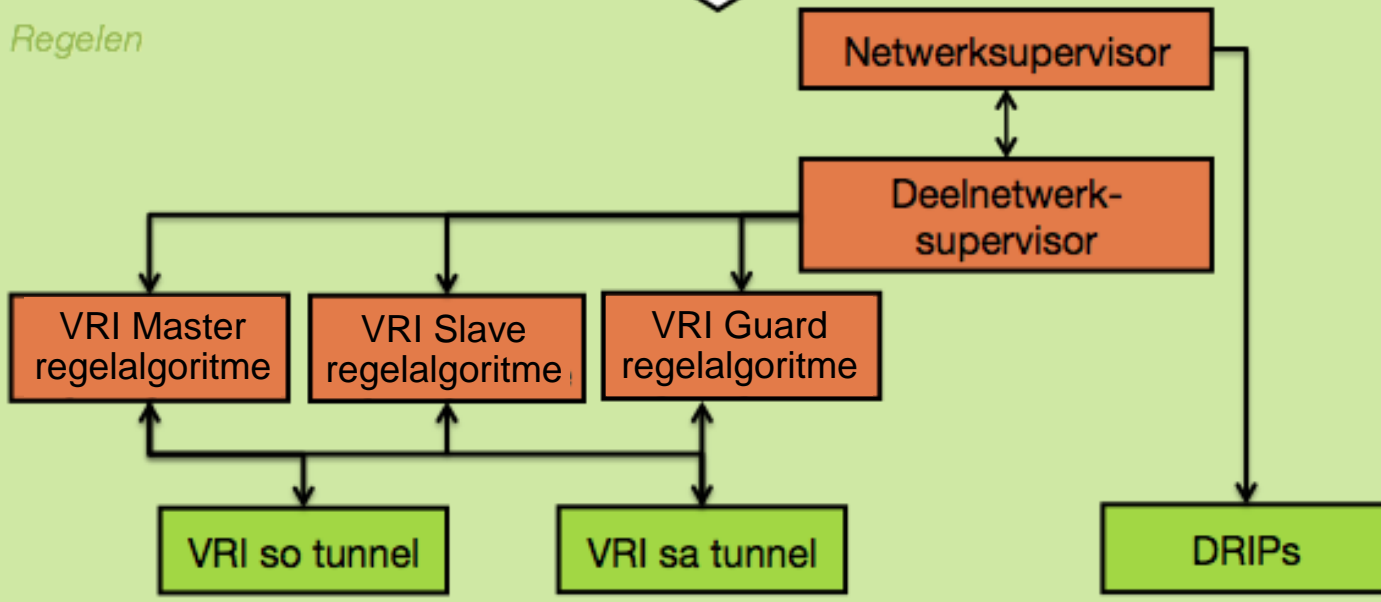 Regelen
Netwerksupervisor
Deelnetwerk-
supervisor
VRI Master
regelalgoritme
VRI Slave
regelalgoritme
VRI Guard
regelalgoritme
VRI so tunnel
VRI sa tunnel
DRIPs